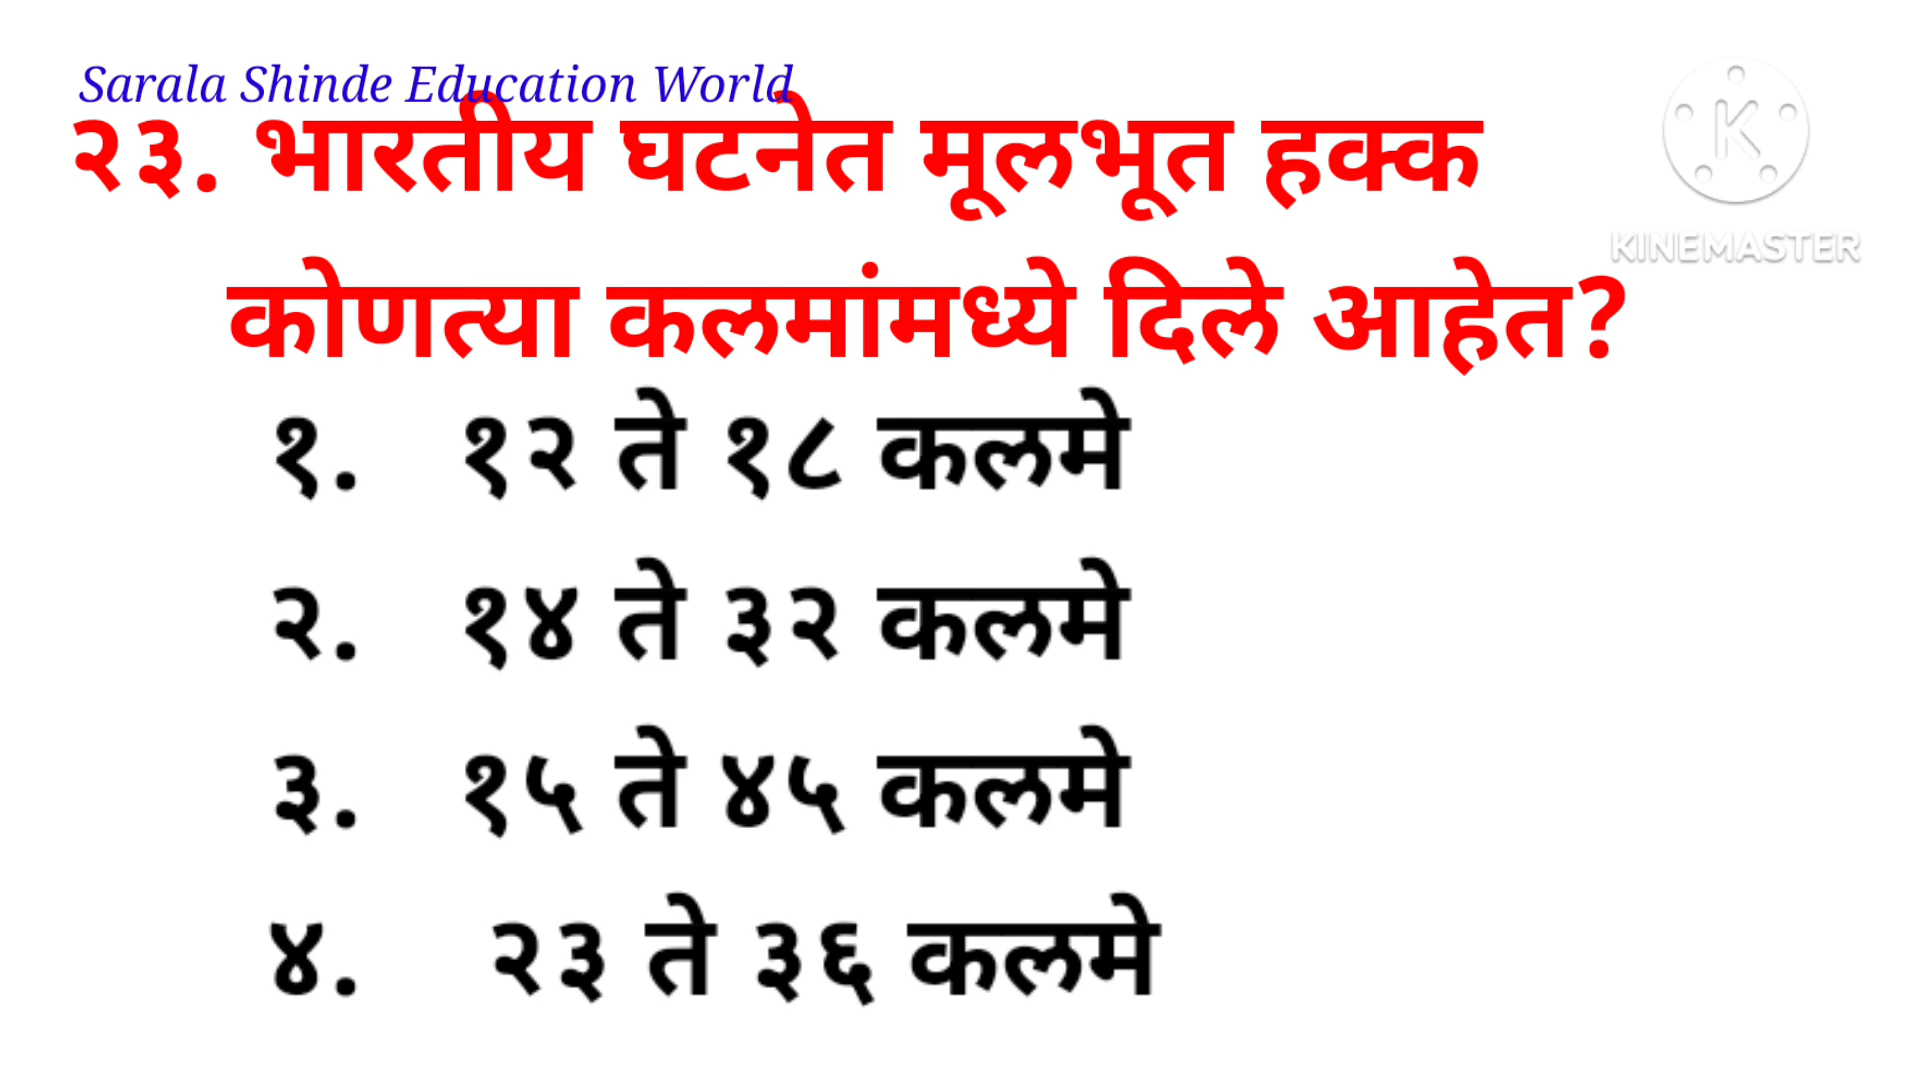 Sarala Shinde Education World
२३. भारतीय घटनेत मूलभूत हक्क
कोणत्या कलमांमध्ये दिले आहेत?
KINEMASTER
१. १२ ते १८ कलमे
२. १४ ते ३२ कलमे
३. १५ ते ४५ कलमे
४. २३ ते ३६ कलमे